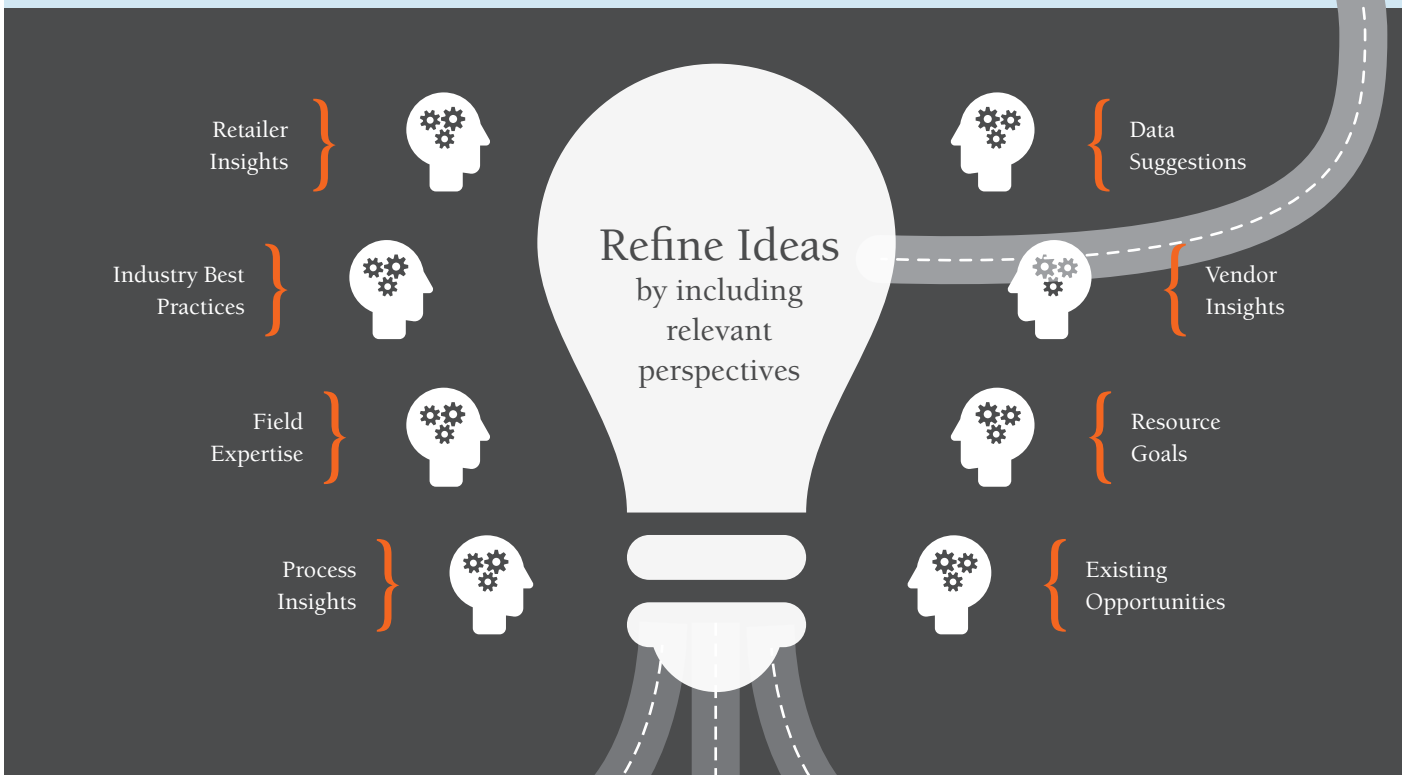 Retailer
Insights
Industry Best
Practices
Field
Expertise
Process
Insights
Refine Ideas
by including
relevant
perspectives
Data
Suggestions
Vendor
Insights
Resource
Goals
Existing
Opportunities